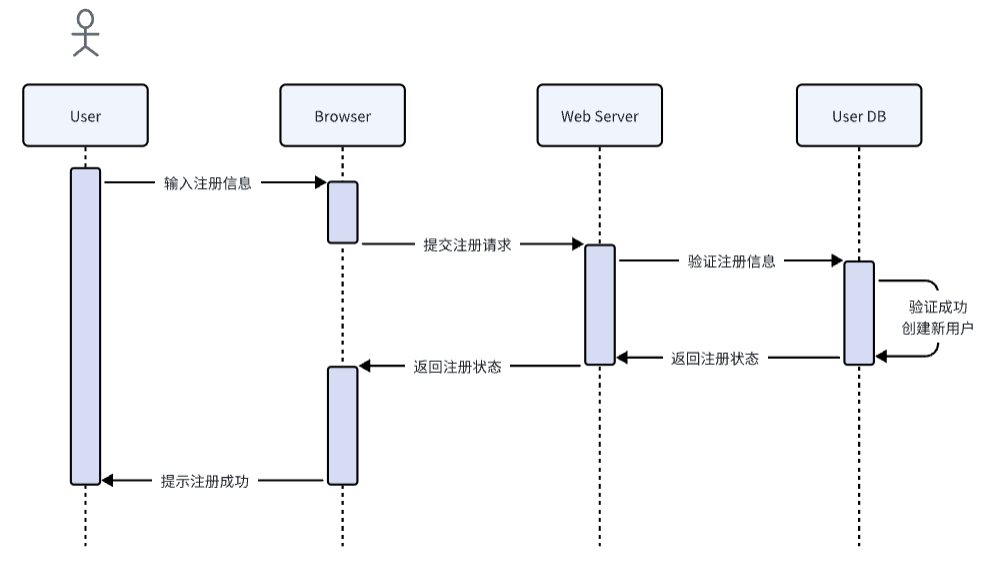 User
Browser
Web Server
User DB
输入注册信息
提交注册请求
验证注册信息
验证成功
创建新用户
返回注册状态
返回注册状态
提示注册成功